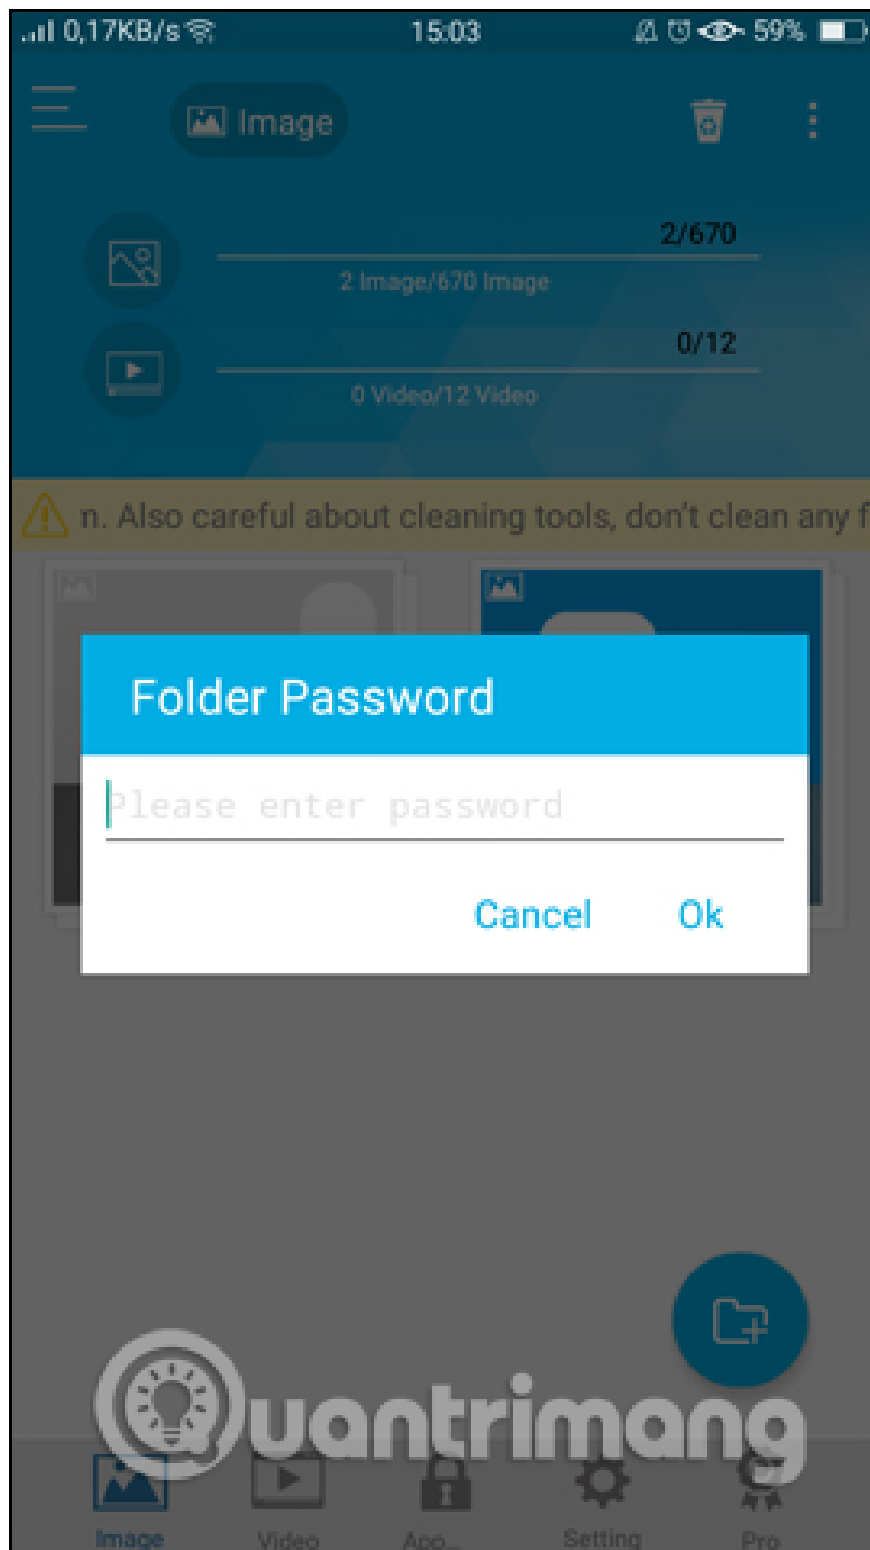 0,17KB/s 15:03 59%
Image
2/670
2 Image/670 Image
0/12
0 Video/12 Video
n. Also careful about cleaning tools, don't clean any f
Folder Password
Please enter password
Cancel Ok
Quantrimang
Image Video App_ Setting Pro